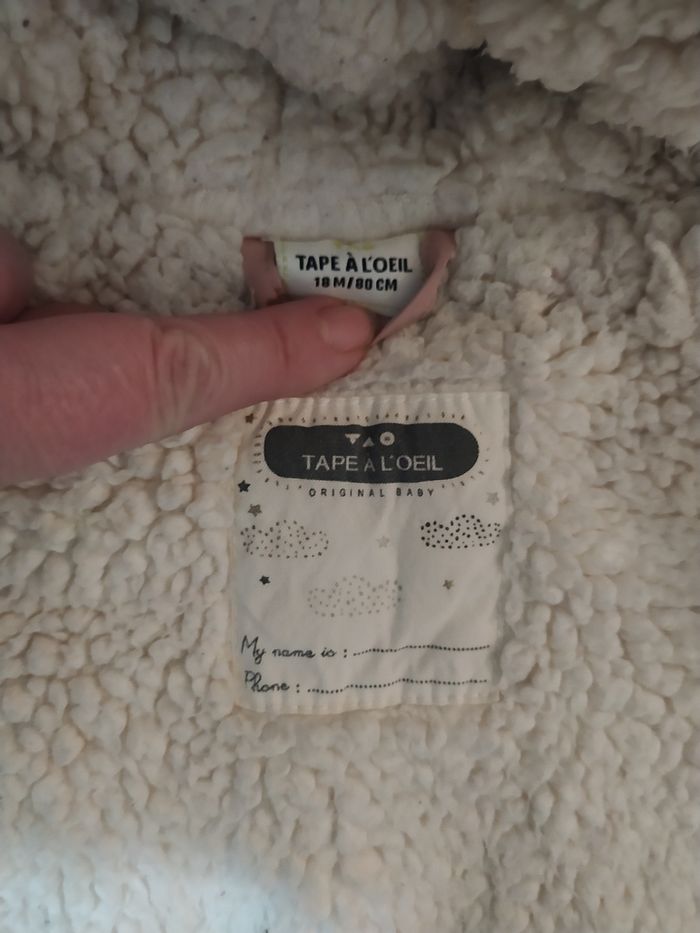 TAPE À L'OEIL
18 M/80 CM
TAPE A L'OEIL
ORIGINAL BABY
My name is :
Phone :